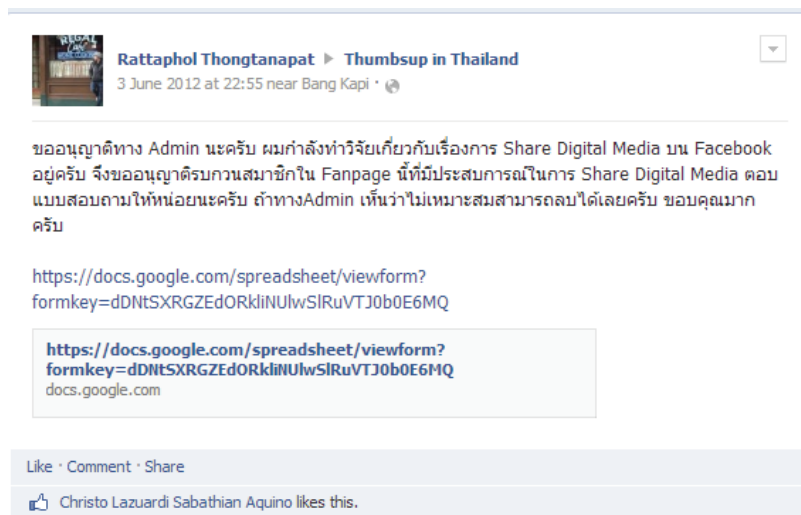 REGAL
Rattaphol Thongtanapat ▶ Thumbsup in Thailand
3 June 2012 at 22:55 near Bang Kapi ·
ขออนุญาติทาง Admin นะครับ ผมกำลังทำวิจัยเกี่ยวกับเรื่องการ Share Digital Media บน Facebook
อยู่ครับ จึงขออนุญาติรบกวนสมาชิกใน Fanpage นี้ที่มีประสบการณ์ในการ Share Digital Media ตอบ
แบบสอบถามให้หน่อยนะครับ ถ้าทางAdmin เห็นว่าไม่เหมาะสมสามารถลบได้เลยครับ ขอบคุณมาก
ครับ
https://docs.google.com/spreadsheet/viewform?
formkey=dDNtSXRGZEdORkliNUlwSlRuVTJ0b0E6MQ
https://docs.google.com/spreadsheet/viewform?
formkey=dDNtSXRGZEdORkliNUlwSlRuVTJ0b0E6MQ
docs.google.com
Like · Comment · Share
Christo Lazuardi Sabathian Aquino likes this.